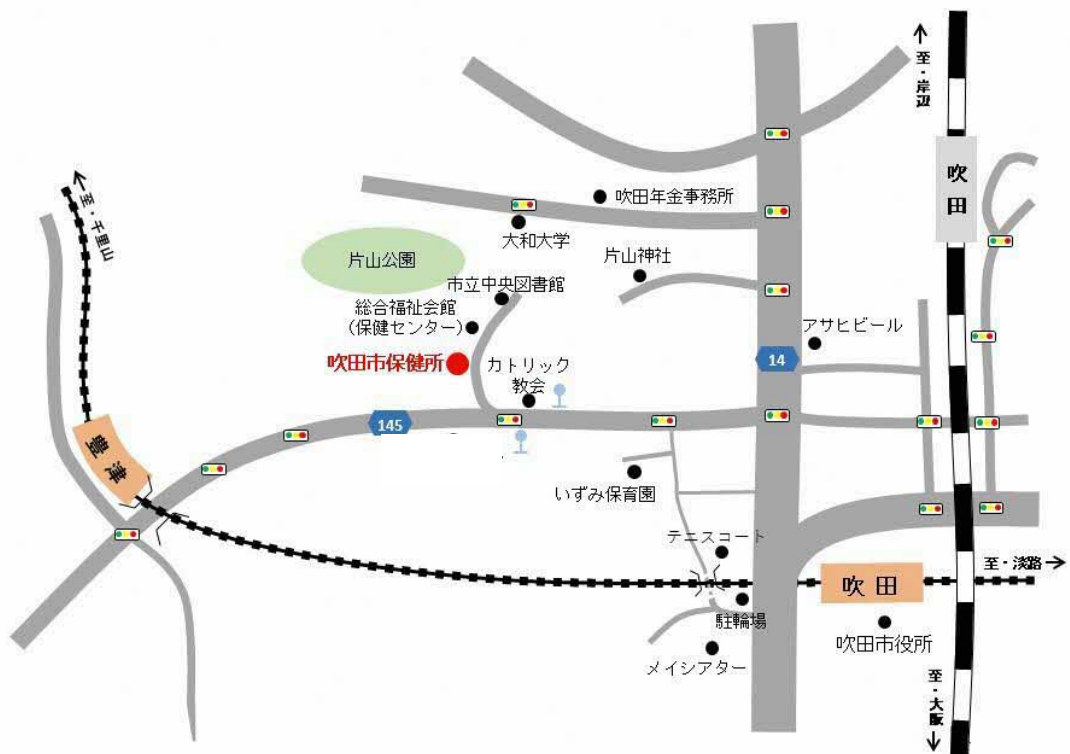 至・岸辺
吹田
吹田年金事務所
大和大学
至・千里山
片山公園
片山神社
市立中央図書館
総合福祉会館
(保健センター)
アサヒビール
吹田市保健所
カトリック
教会
14
145
豊津
いずみ保育園
テニスコート
至・淡路
吹田
駐輪場
吹田市役所
メイシアター
至・大阪